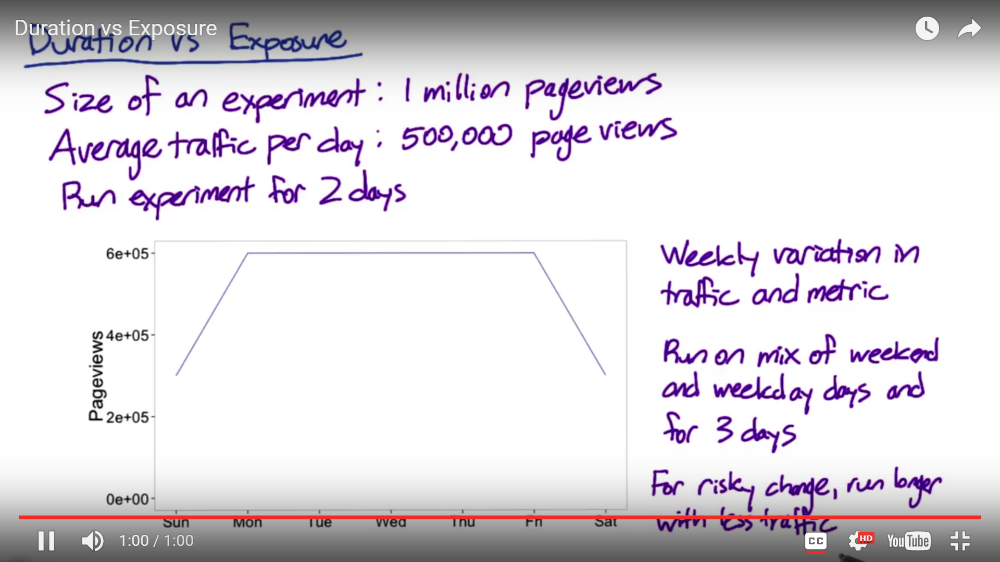 Duration vs Exposure
Duration vs Exposure
Size of an experiment: 1 million pageviews
Average traffic per day: 500,000 page views
Run experiment for 2 days
6e+05
4e+05
2e+05
0e+00
Pageviews
Sun Mon Tue Wed Thu Fri Sat
Weekly variation in
traffic and metric
Run on mix of weekend
and weekday days and
for 3 days
For risky change, run longer
with less traffic
1:00 / 1:00
CC
HD
YouTube